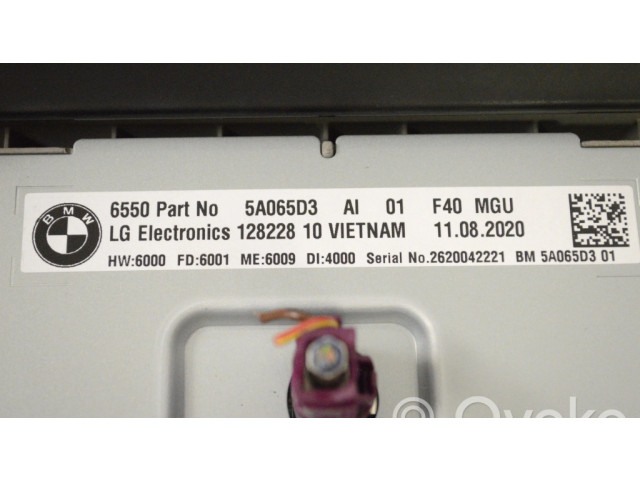 BMW
6550 Part No 5A065D3 AI 01 F40 MGU
LG Electronics 128228 10 VIETNAM 11.08.2020
HW:6000 FD:6001 ME:6009 DI:4000 Serial No.2620042221 BM 5A065D3 01